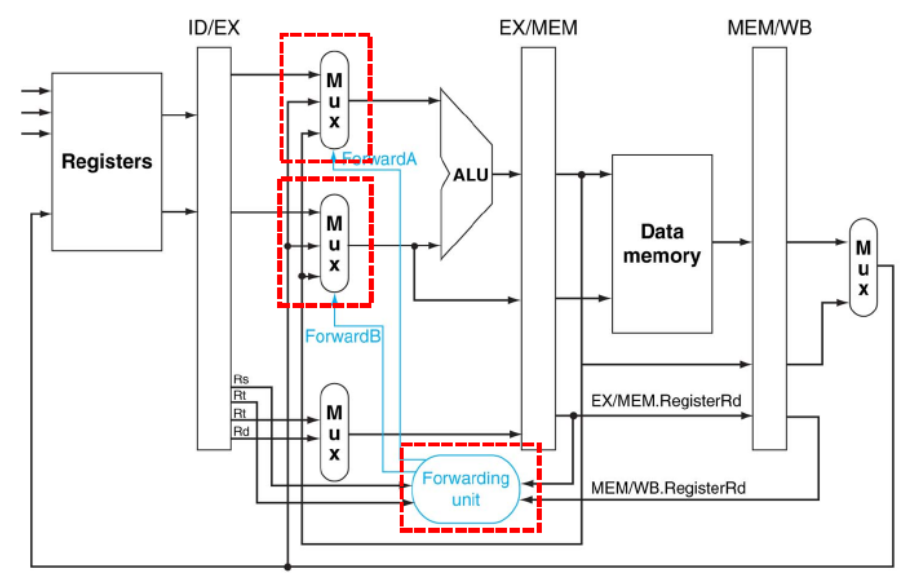 ID/EX
EX/MEM
MEM/WB
Mux
ForwardA
Registers
ALU
Mux
Data
memory
Mux
ForwardB
Rs
Rt
Rt
Rd
Mux
EX/MEM.RegisterRd
Forwarding
unit
MEM/WB.RegisterRd